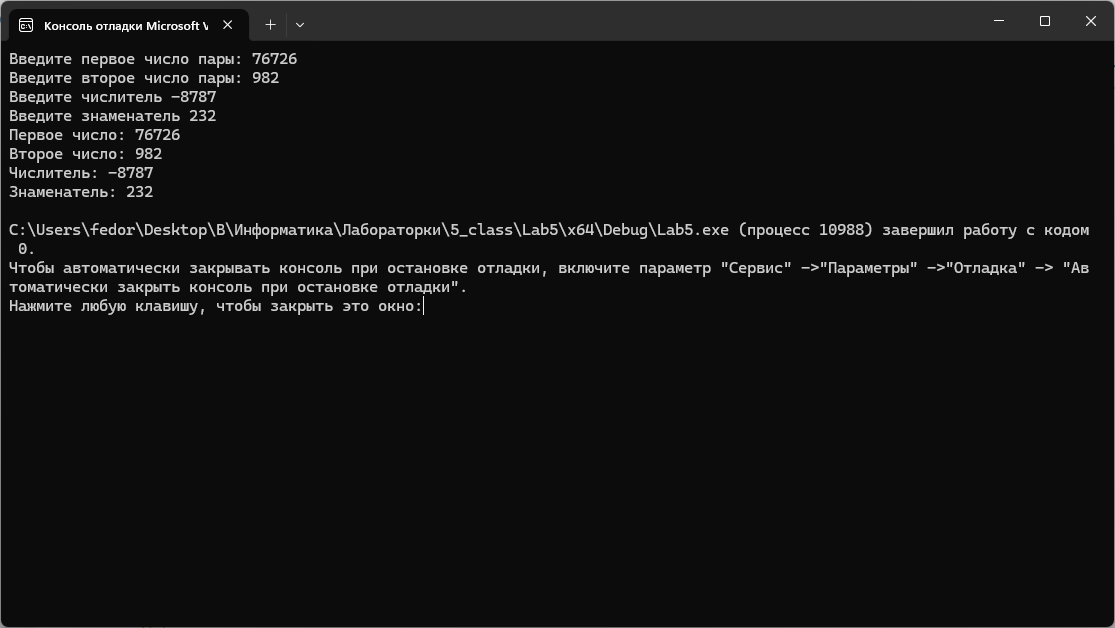 Консоль отладки Microsoft V
Введите первое число пары: 76726
Введите второе число пары: 982
Введите числитель -8787
Введите знаменатель 232
Первое число: 76726
Второе число: 982
Числитель: -8787
Знаменатель: 232
C:\Users\fedor\Desktop\В\Информатика\Лабораторки\5_class\Lab5\x64\Debug\Lab5.exe (процесс 10988) завершил работу с кодом
0.
Чтобы автоматически закрывать консоль при остановке отладки, включите параметр "Сервис" ->"Параметры" ->"Отладка" -> "Ав
томатически закрыть консоль при остановке отладки".
Нажмите любую клавишу, чтобы закрыть это окно: